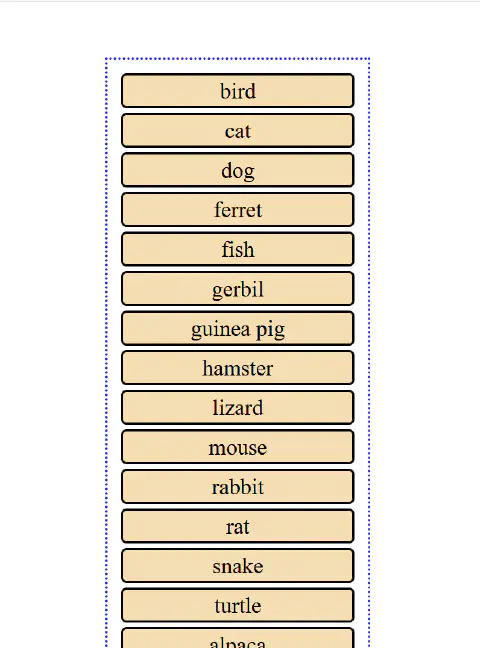 bird
cat
dog
ferret
fish
gerbil
guinea pig
hamster
lizard
mouse
rabbit
rat
snake
turtle
alpaca